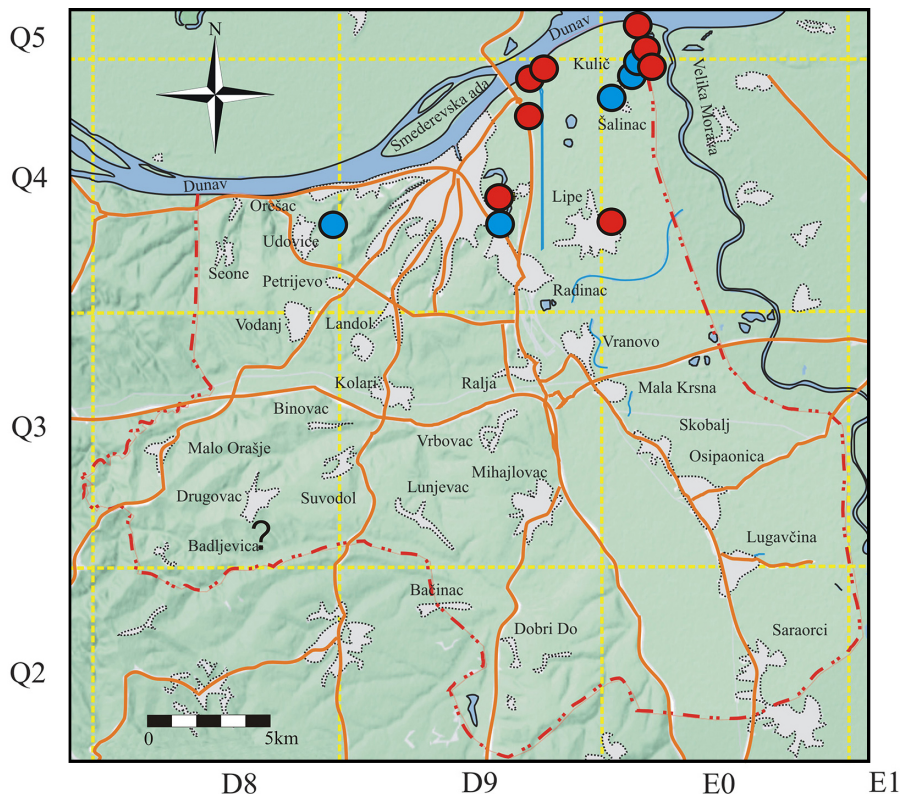 Q5
N
Dunav
Kulič
Velika Morava
Smederevska ada
Šalinac
Q4
Dunav
Orešac
Lipe
Udovice
Seone
Petrijevo
Radinac
Vodanj
Landol
Vranovo
Kolari
Ralja
Mala Krsna
Binovac
Q3
Skobalj
Malo Orašje
Vrbovac
Osipaonica
Mihajlovac
Drugovac
Suvodol
Lunjevac
?
Badljevica
Lugavčina
Bačinac
Dobri Do
Saraorci
Q2
0
5km
D8
D9
E0
E1